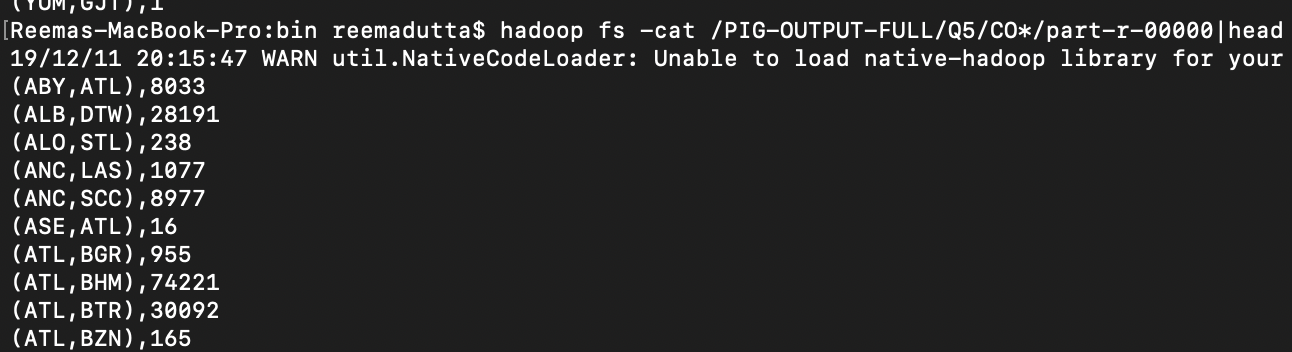 (YUM,GJT),1
[Reemas-MacBook-Pro:bin reemadutta$ hadoop fs -cat /PIG-OUTPUT-FULL/Q5/CO*/part-r-00000|head
19/12/11 20:15:47 WARN util.NativeCodeLoader: Unable to load native-hadoop library for your
(ABY,ATL),8033
(ALB,DTW),28191
(ALO,STL),238
(ANC,LAS),1077
(ANC,SCC),8977
(ASE,ATL),16
(ATL,BGR),955
(ATL,BHM),74221
(ATL,BTR),30092
(ATL,BZN),165